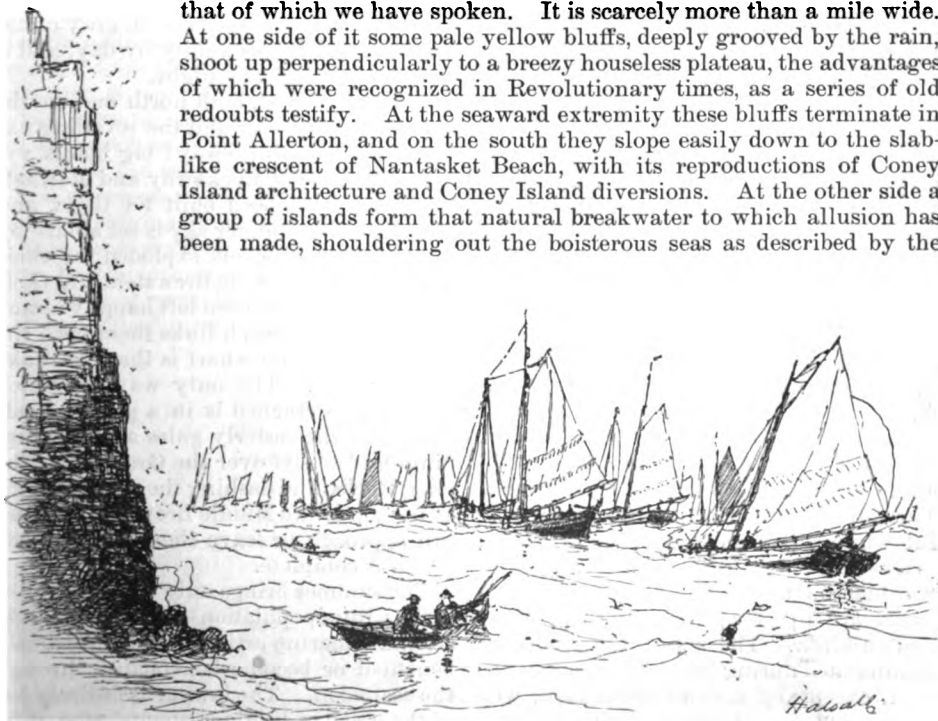 that of which we have spoken. It is scarcely more than a mile wide.
At one side of it some pale yellow bluffs, deeply grooved by the rain,
shoot up perpendicularly to a breezy houseless plateau, the advantages
of which were recognized in Revolutionary times, as a series of old
redoubts testify. At the seaward extremity these bluffs terminate in
Point Allerton, and on the south they slope easily down to the slab-
like crescent of Nantasket Beach, with its reproductions of Coney
Island architecture and Coney Island diversions. At the other side a
group of islands form that natural breakwater to which allusion has
been made, shouldering out the boisterous seas as described by the
Halsall